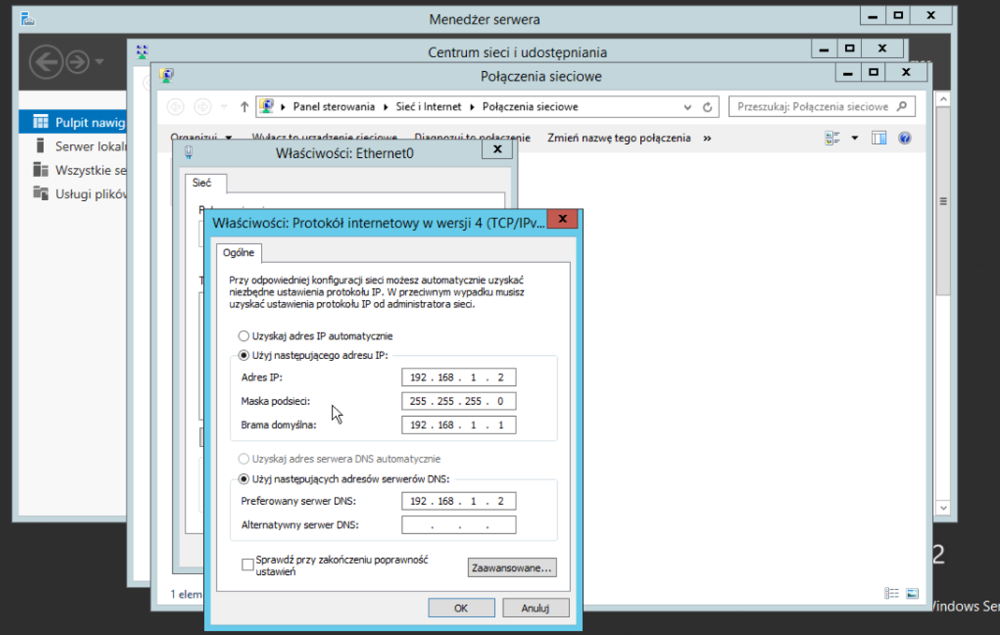 Menedżer serwera
Centrum sieci i udostępniania
Połączenia sieciowe
Panel sterowania Sieć i Internet Połączenia sieciowe
Przeszukaj: Połączenia sieciowe
Organizuj Wyłącz to urządzenie sieciowe Diagnozuj to połączenie Zmień nazwę tego połączenia »
Pulpit nawig
Serwer lokaln
Wszystkie se
Usługi plików
Właściwości: Ethernet0
Sieć
Właściwości: Protokół internetowy w wersji 4 (TCP/IPv...
Ogólne
Przy odpowiedniej konfiguracji sieci możesz automatycznie uzyskać
niezbędne ustawienia protokołu IP. W przeciwnym wypadku musisz
uzyskać ustawienia protokołu IP od administratora sieci.
Uzyskaj adres IP automatycznie
Użyj następującego adresu IP:
Adres IP: 192 . 168 . 1 . 2
Maska podsieci: 255 . 255 . 255 . 0
Brama domyślna: 192 . 168 . 1 . 1
Uzyskaj adres serwera DNS automatycznie
Użyj następujących adresów serwerów DNS:
Preferowany serwer DNS: 192 . 168 . 1 . 2
Alternatywny serwer DNS: . . .
Sprawdź przy zakończeniu poprawność
ustawień
Zaawansowane...
OK Anuluj
1 elem
2
Windows Ser